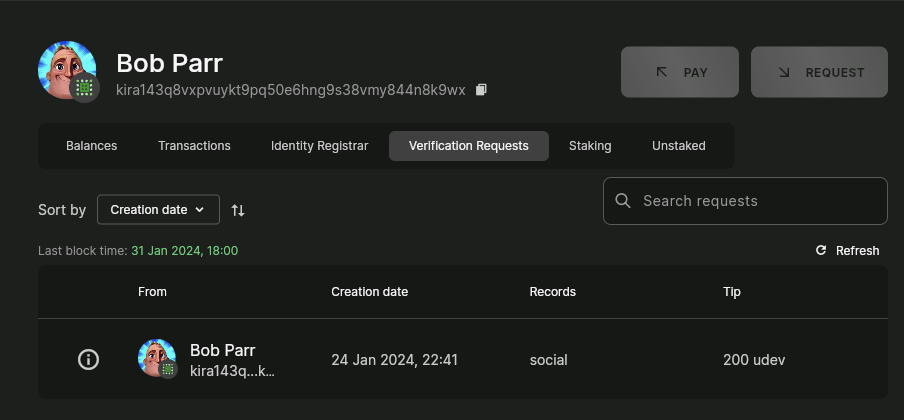 Bob Parr
kira143q8vxpvuykt9pq50e6hng9s38vmy844n8k9wx
PAY
REQUEST
Balances Transactions Identity Registrar Verification Requests Staking Unstaked
Sort by Creation date
Search requests
Last block time: 31 Jan 2024, 18:00
Refresh
From Creation date Records Tip
Bob Parr
kira143q...k...
24 Jan 2024, 22:41 social 200 udev